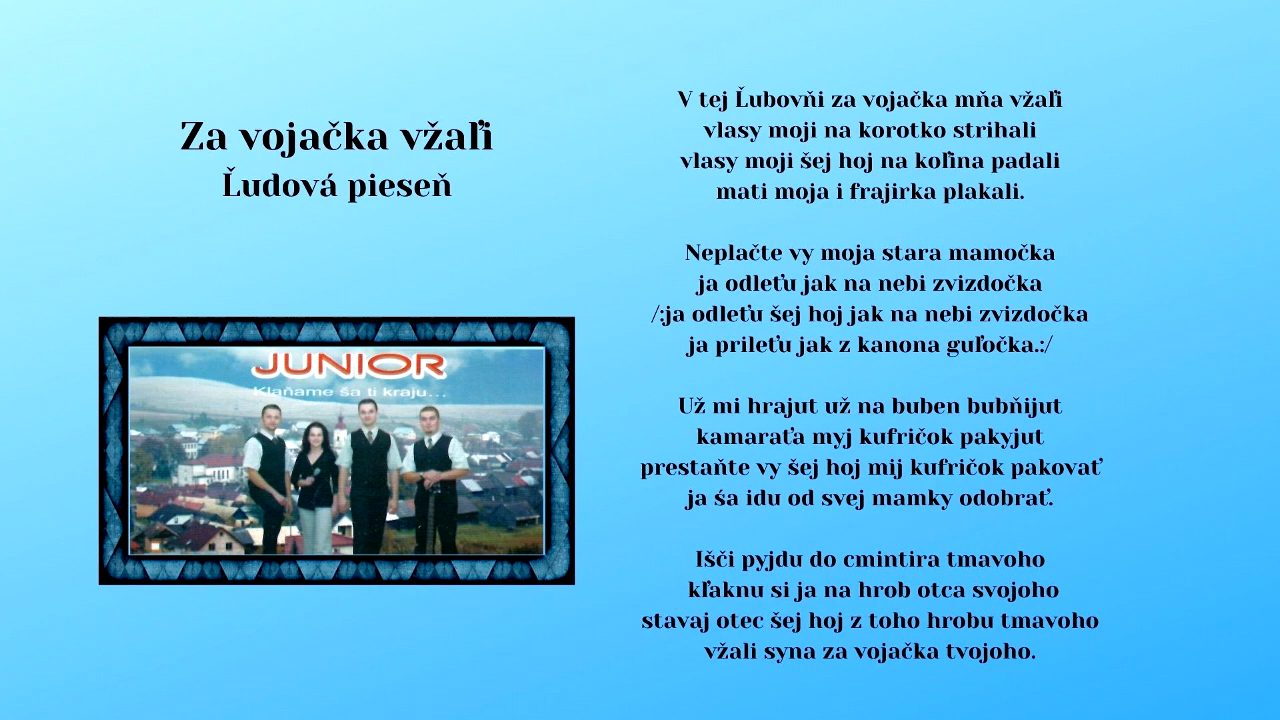 Za vojačka vžaľi
Ľudová pieseň
JUNIOR
Klaňame ša ti kraju...
V tej Ľubovňi za vojačka mňa vžaľi
vlasy moji na korotko strihali
vlasy moji šej hoj na koľina padali
mati moja i frajirka plakali.
Neplačte vy moja stara mamočka
ja odleťu jak na nebi zvizdočka
/:ja odleťu šej hoj jak na nebi zvizdočka
ja prileťu jak z kanona guľočka.:/
Už mi hrajut už na buben bubňijut
kamaraťa myj kufričok pakyjut
prestaňte vy šej hoj mij kufričok pakovať
ja śa idu od svej mamky odobrať.
Išči pyjdu do cmintira tmavoho
kľaknu si ja na hrob otca svojoho
stavaj otec šej hoj z toho hrobu tmavoho
vžali syna za vojačka tvojoho.